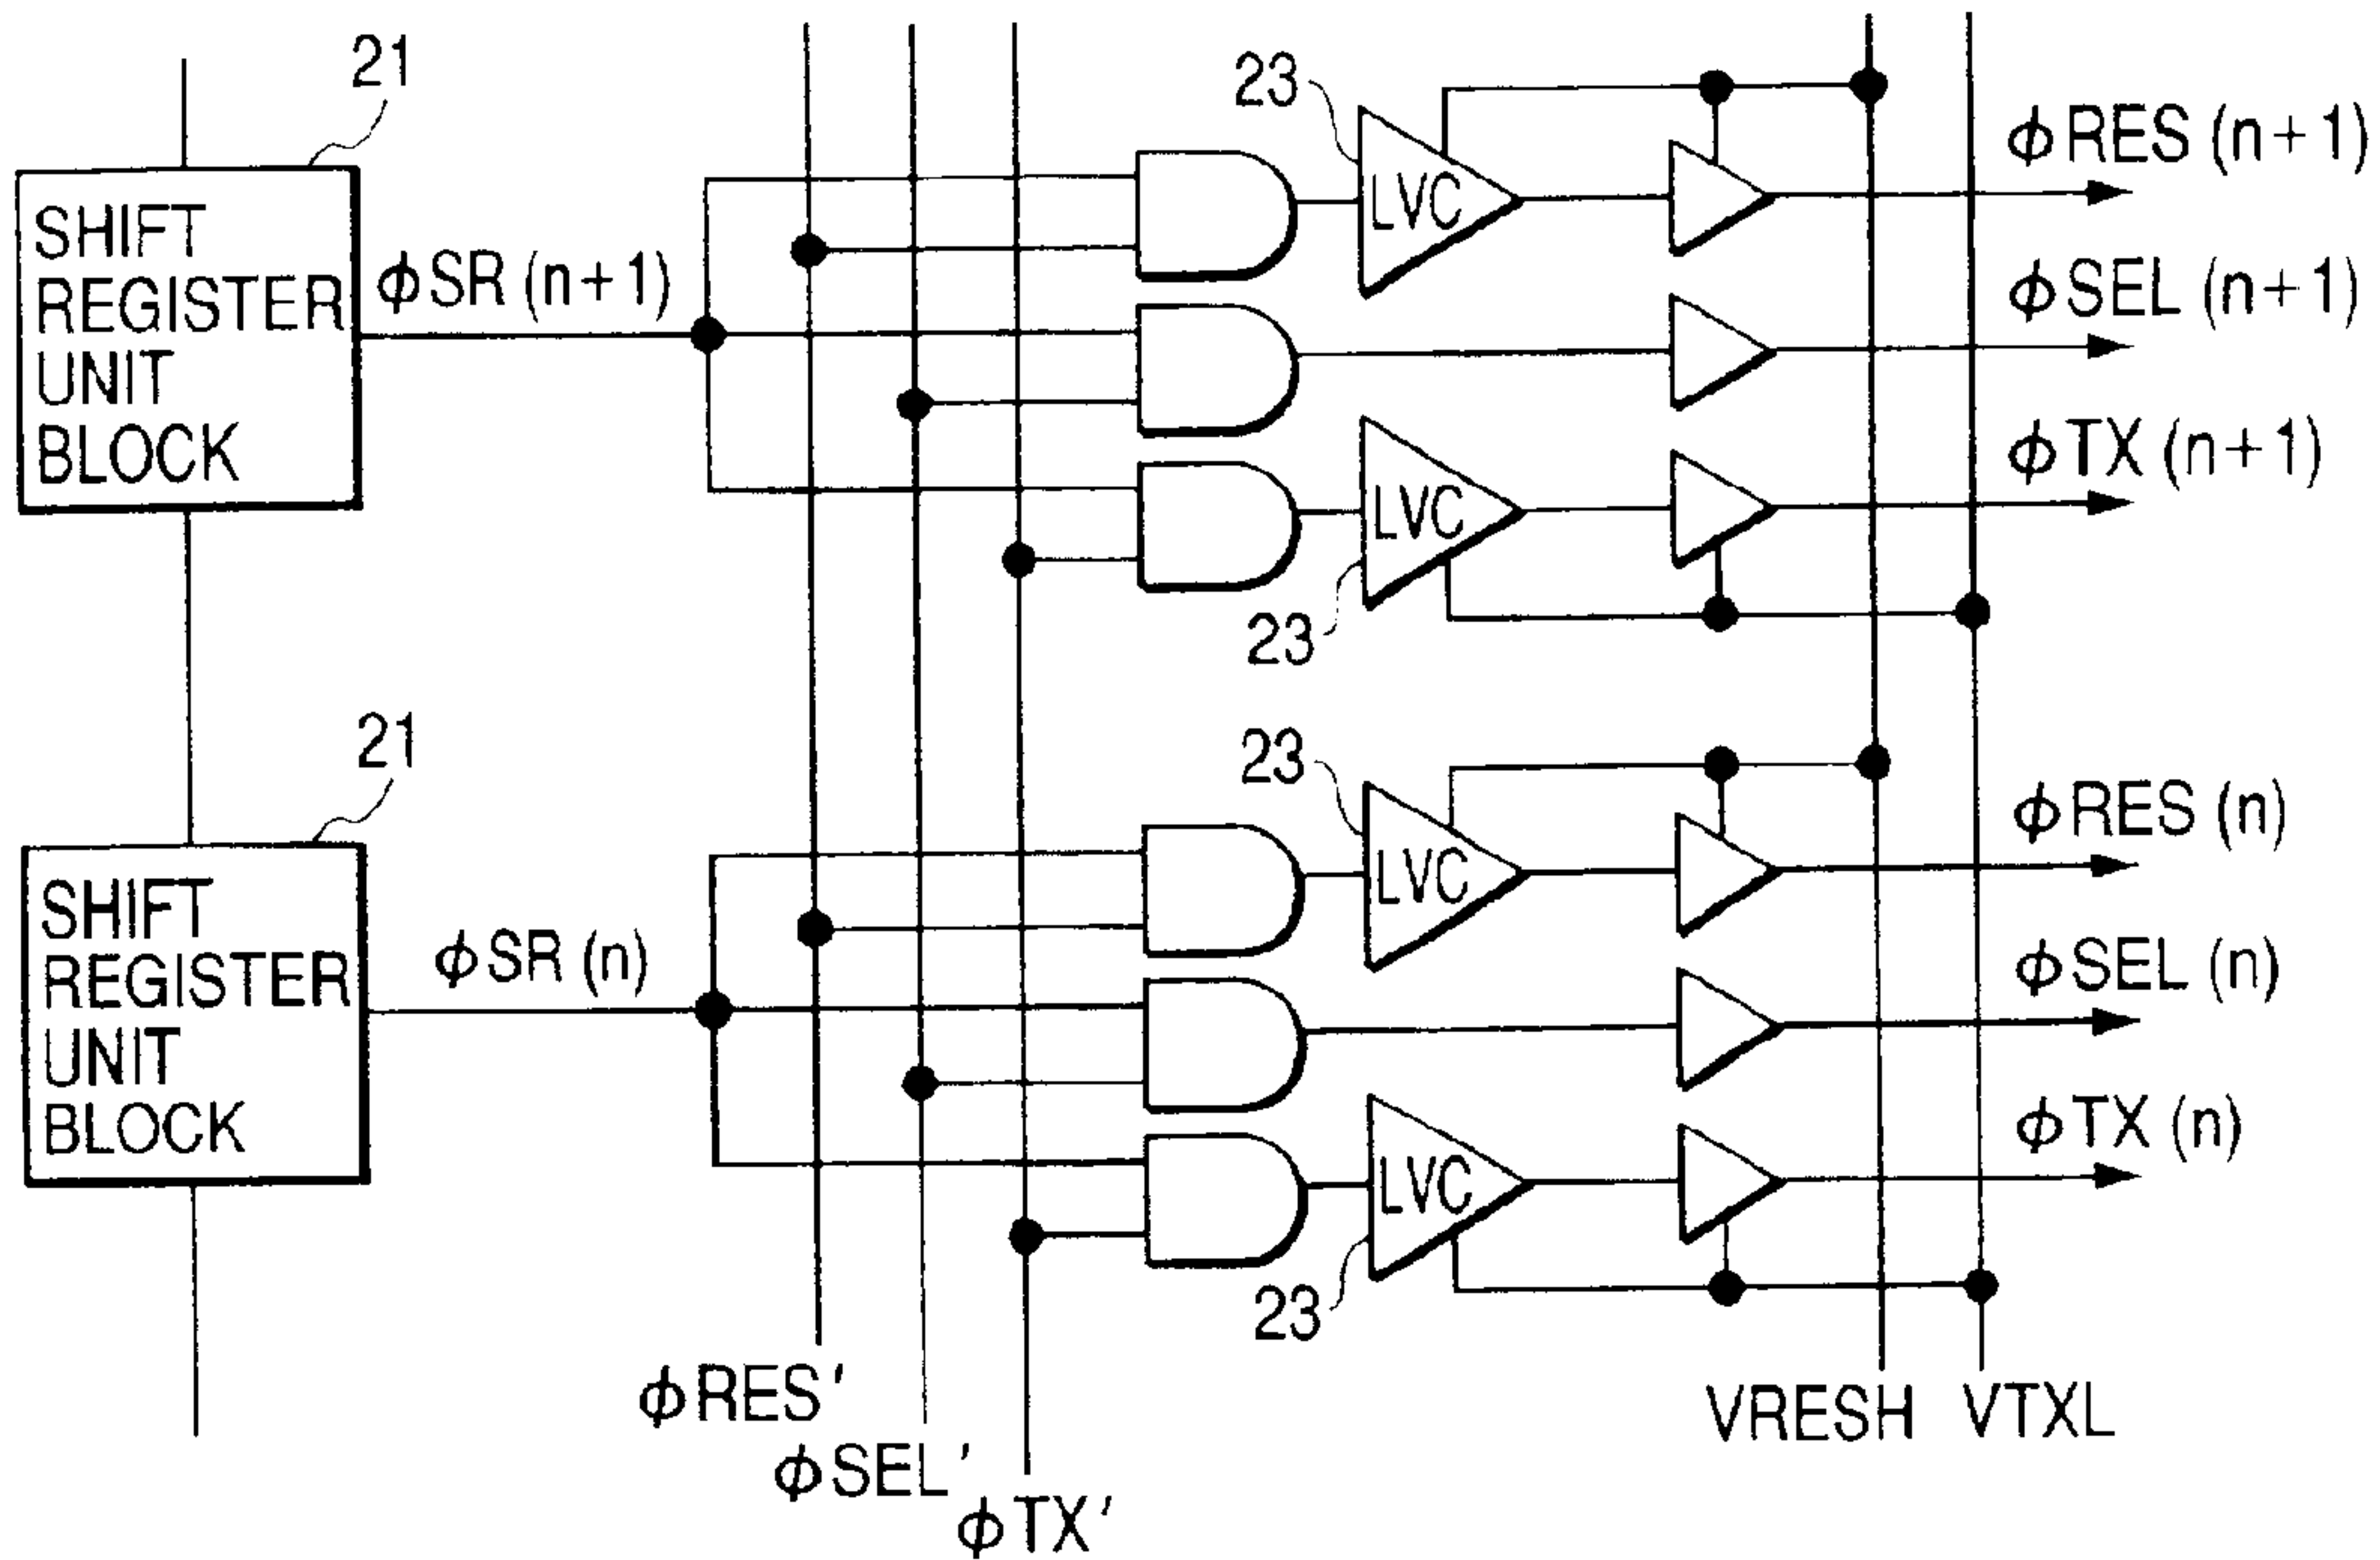 21
SHIFT
REGISTER
UNIT
BLOCK
ϕSR (n+1)
23
LVC
ϕRES (n+1)
ϕSEL (n+1)
LVC
ϕTX (n+1)
23
21
SHIFT
REGISTER
UNIT
BLOCK
ϕSR (n)
23
LVC
ϕRES (n)
ϕSEL (n)
LVC
ϕTX (n)
23
ϕRES'
ϕSEL'
ϕTX'
VRESH
VTXL